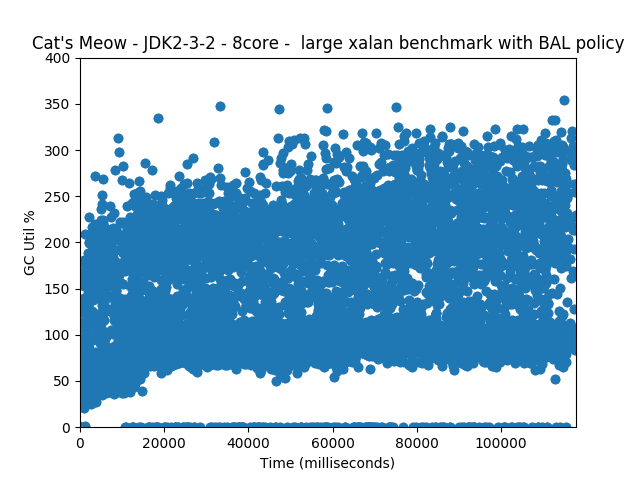 Cat's Meow - JDK2-3-2 - 8core -  large xalan benchmark with BAL policy
400
350
300
250
200
150
100
50
0
GC Util %
0 20000 40000 60000 80000 100000
Time (milliseconds)